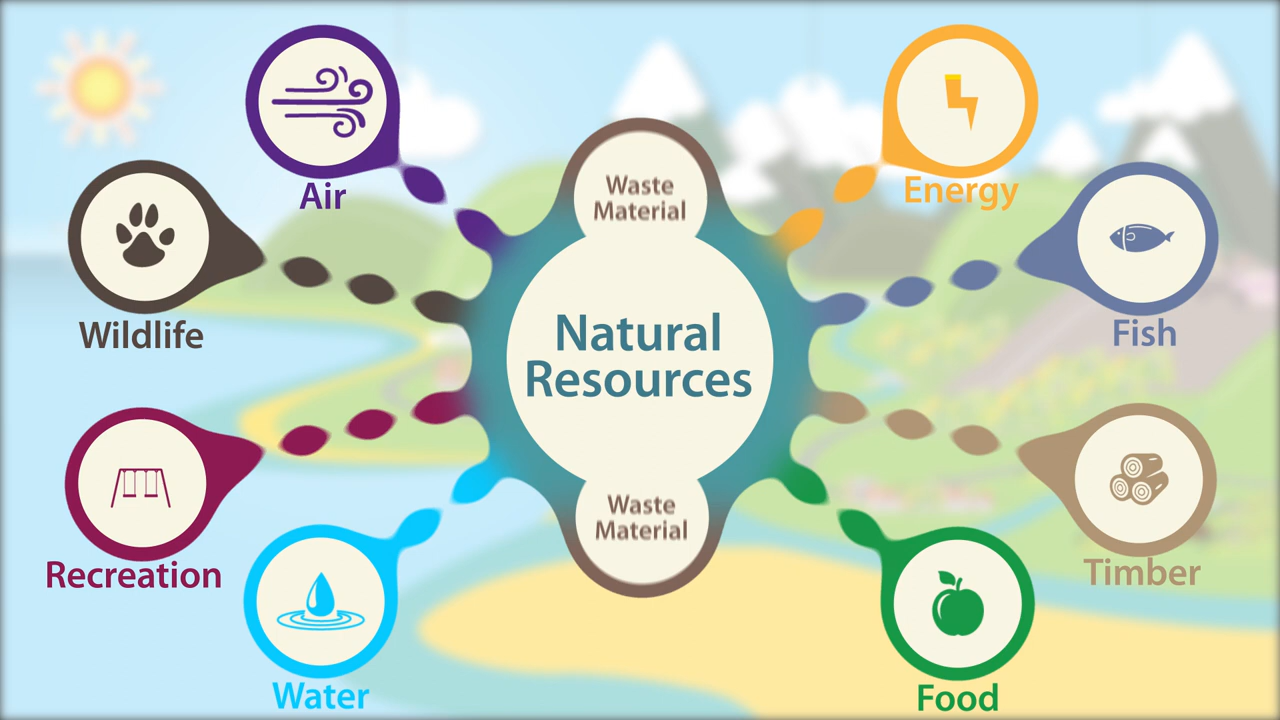 Air
Energy
Waste
Material
Wildlife
Fish
Natural
Resources
Recreation
Waste
Material
Timber
Water
Food